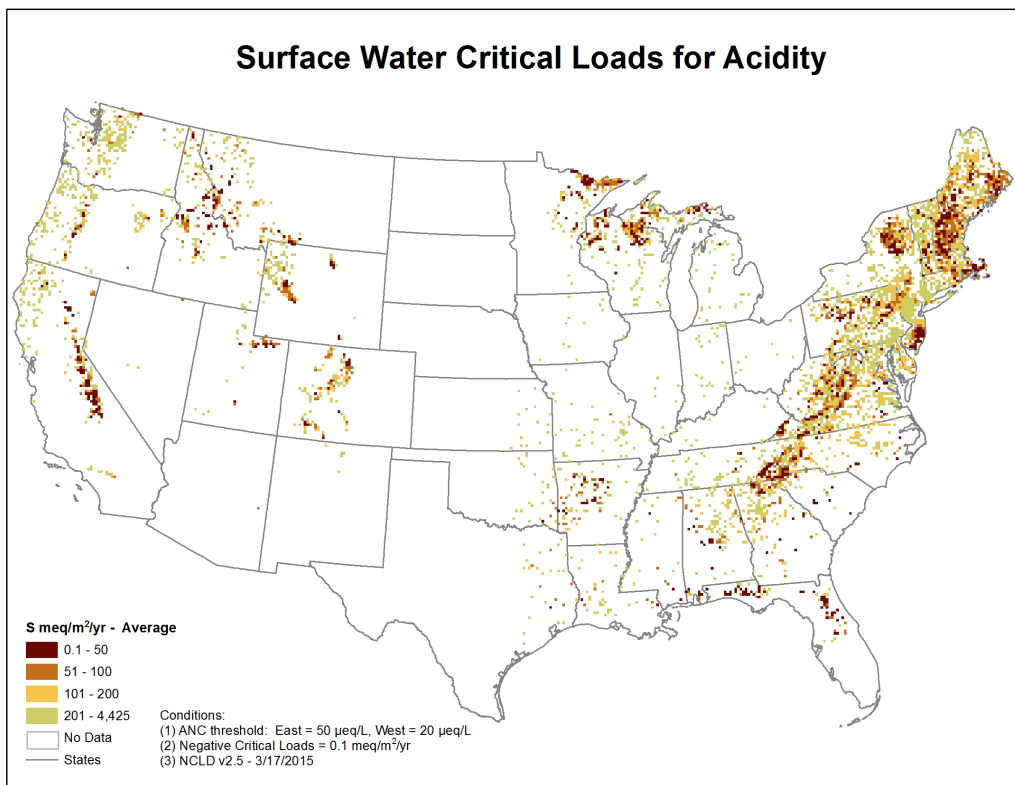 Surface Water Critical Loads for Acidity
S meq/m²/yr - Average
0.1 - 50
51 - 100
101 - 200
201 - 4,425
No Data
States
Conditions:
(1) ANC threshold: East = 50 µeq/L, West = 20 µeq/L
(2) Negative Critical Loads = 0.1 meq/m²/yr
(3) NCLD v2.5 - 3/17/2015